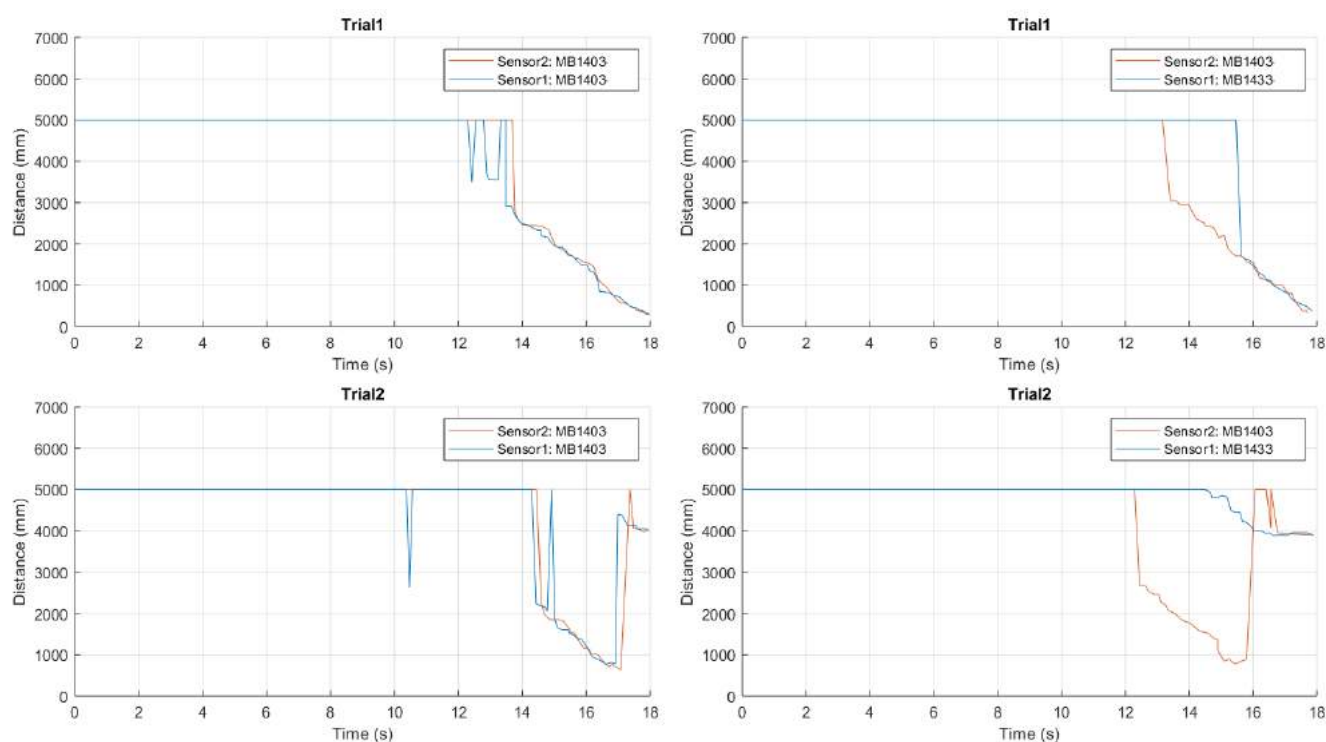 Trial1
7000
6000
5000
4000
3000
2000
1000
0
Distance (mm)
Sensor2: MB1403
Sensor1: MB1403
0 2 4 6 8 10 12 14 16 18
Time (s)
Trial1
7000
6000
5000
4000
3000
2000
1000
0
Distance (mm)
Sensor2: MB1403
Sensor1: MB1433
0 2 4 6 8 10 12 14 16 18
Time (s)
Trial2
7000
6000
5000
4000
3000
2000
1000
0
Distance (mm)
Sensor2: MB1403
Sensor1: MB1403
0 2 4 6 8 10 12 14 16 18
Time (s)
Trial2
7000
6000
5000
4000
3000
2000
1000
0
Distance (mm)
Sensor2: MB1403
Sensor1: MB1433
0 2 4 6 8 10 12 14 16 18
Time (s)